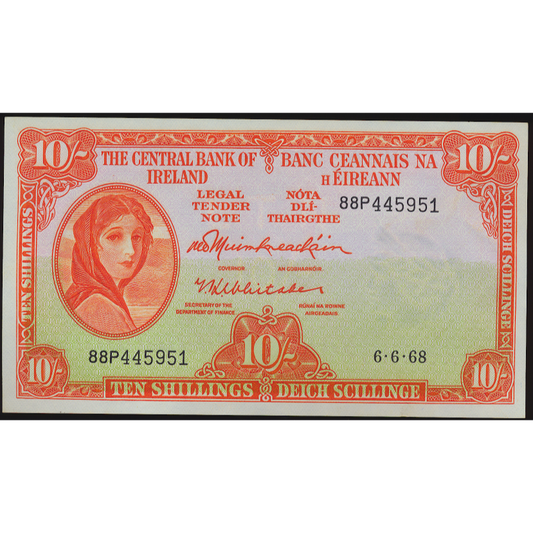 10/-
10/-
THE CENTRAL BANK OF
IRELAND
BANC CEANNAIS NA
H ÉIREANN
LEGAL
TENDER
NOTE
NÓTA
DLÍ-
THAIRGTHE
88P445951
TEN SHILLINGS
DEICH SCILLINGE
GOVERNOR
AN GOBHARNÓIR
SECRETARY OF THE
DEPARTMENT OF FINANCE
RÚNAÍ NA ROINNE
AIRGEADAIS
88P445951
10/-
6·6·68
10/-
10/-
TEN SHILLINGS
DEICH SCILLINGE